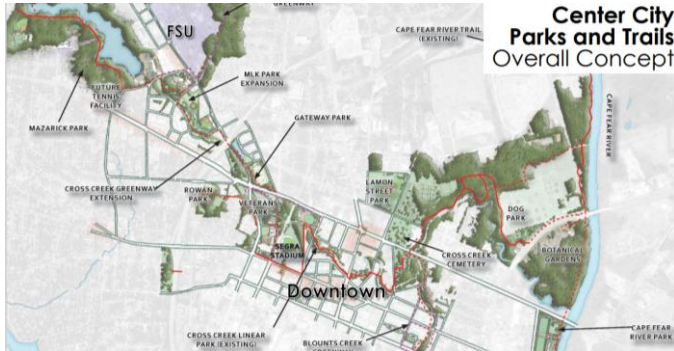 GREENWAY
FSU
CAPE FEAR RIVER TRAIL
(EXISTING)
Center City
Parks and Trails
Overall Concept
MLK PARK
EXPANSION
FUTURE
TENNIS
FACILITY
MAZARICK PARK
GATEWAY PARK
CAPE FEAR RIVER
CROSS CREEK GREENWAY
EXTENSION
ROWAN
PARK
VETERANS
PARK
LAMON
STREET
PARK
DOG
PARK
SEGRA
STADIUM
CROSS CREEK
CEMETERY
BOTANICAL
GARDENS
Downtown
CROSS CREEK LINEAR
PARK (EXISTING)
BLOUNTS CREEK
GREENWAY
CAPE FEAR
RIVER PARK